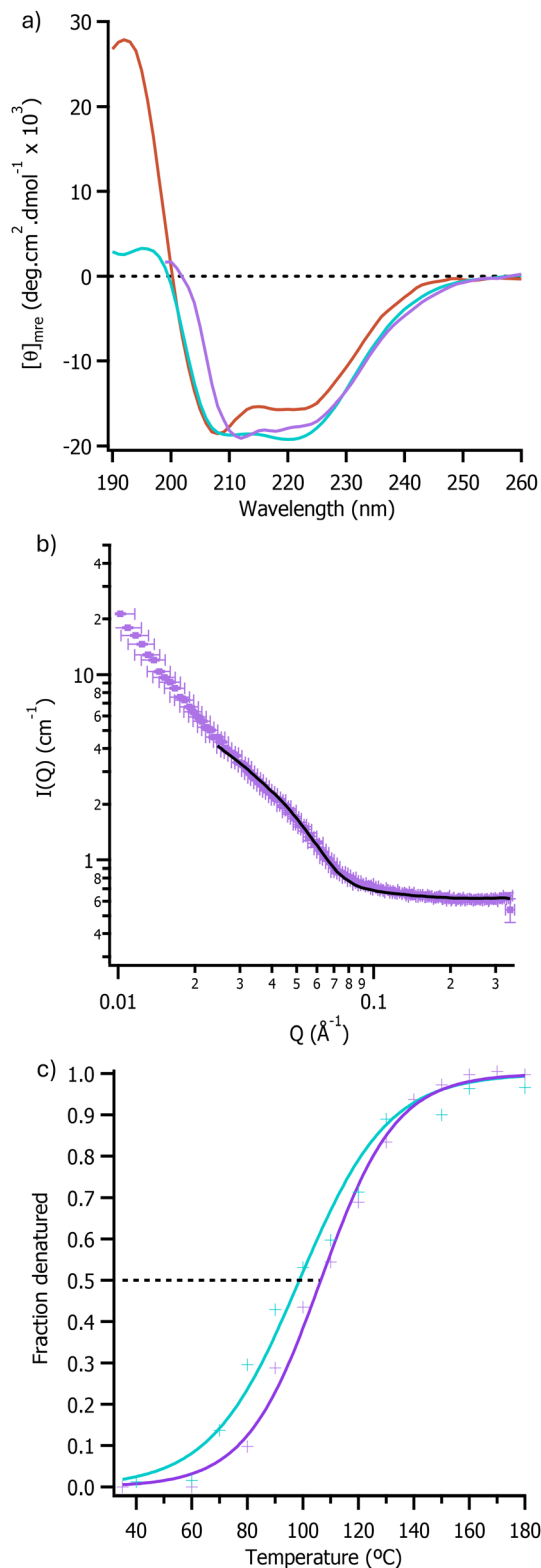 a)
30
20
10
0
-10
-20
[θ]mre (deg.cm² .dmol⁻¹ x 10³)
190 200 210 220 230 240 250 260
Wavelength (nm)
b)
4
2
10
8
6
4
2
1
8
6
4
I(Q) (cm⁻¹)
0.01 2 3 4 5 6 7 8 9 0.1 2 3
Q (Å⁻¹)
c)
1.0
0.9
0.8
0.7
0.6
0.5
0.4
0.3
0.2
0.1
0.0
Fraction denatured
40 60 80 100 120 140 160 180
Temperature (ºC)